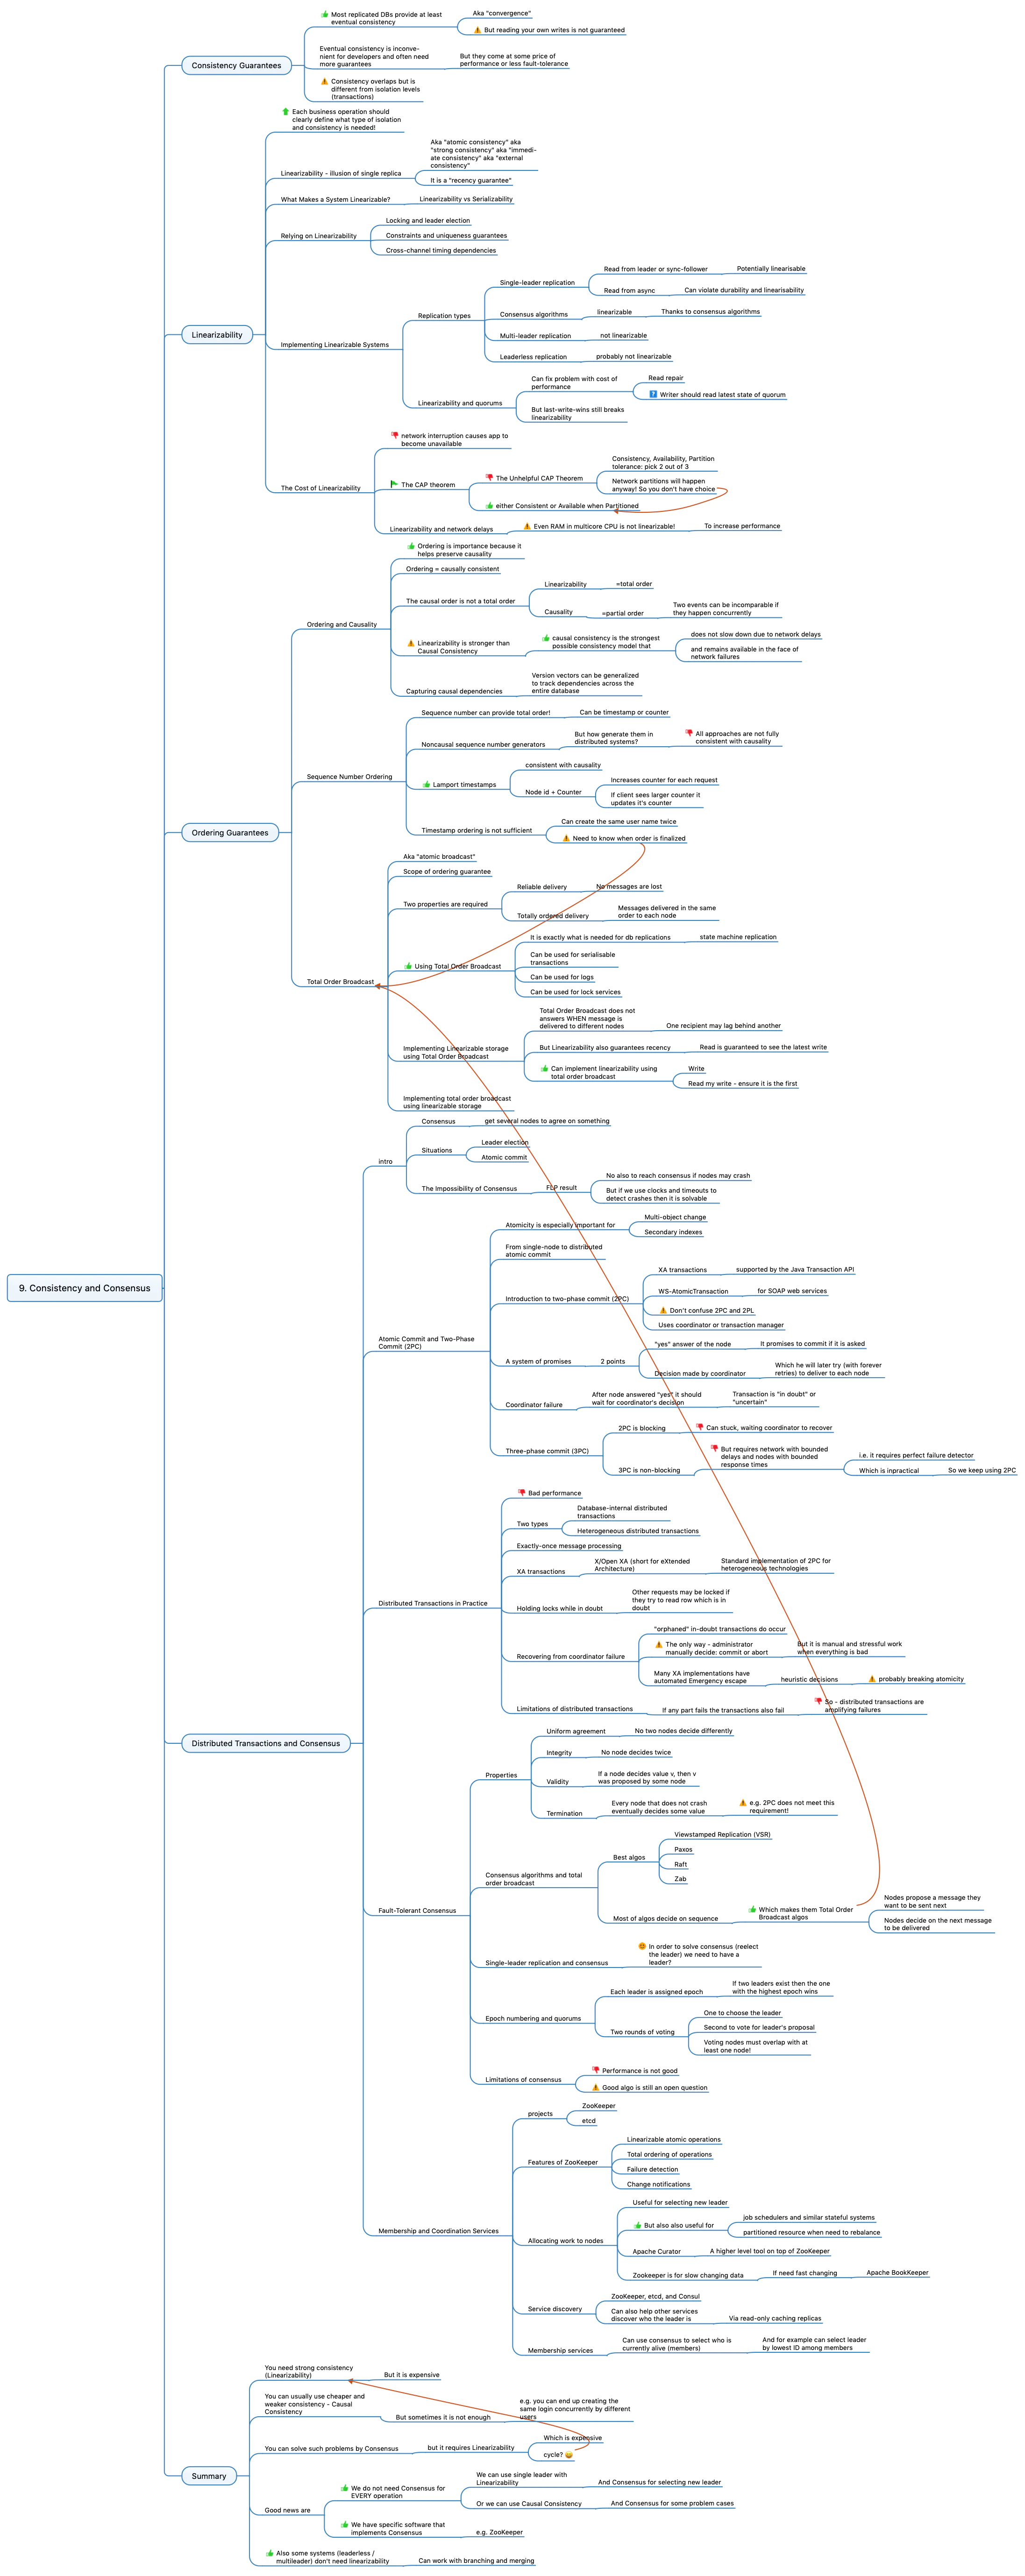 9. Consistency and Consensus
Consistency Guarantees
Most replicated DBs provide at least
eventual consistency
Aka "convergence"
But reading your own writes is not guaranteed
Eventual consistency is inconve-
nient for developers and often need
more guarantees
But they come at some price of
performance or less fault-tolerance
Consistency overlaps but is
different from isolation levels
(transactions)
Linearizability
Each business operation should
clearly define what type of isolation
and consistency is needed!
Linearizability - illusion of single replica
Aka "atomic consistency" aka
"strong consistency" aka "immedi-
ate consistency" aka "external
consistency"
It is a "recency guarantee"
What Makes a System Linearizable?
Linearizability vs Serializability
Relying on Linearizability
Locking and leader election
Constraints and uniqueness guarantees
Cross-channel timing dependencies
Implementing Linearizable Systems
Replication types
Single-leader replication
Read from leader or sync-follower
Potentially linearisable
Read from async
Can violate durability and linearisability
Consensus algorithms
linearizable
Thanks to consensus algorithms
Multi-leader replication
not linearizable
Leaderless replication
probably not linearizable
Linearizability and quorums
Can fix problem with cost of
performance
Read repair
Writer should read latest state of quorum
But last-write-wins still breaks
linearizability
The Cost of Linearizability
network interruption causes app to
become unavailable
The CAP theorem
The Unhelpful CAP Theorem
Consistency, Availability, Partition
tolerance: pick 2 out of 3
Network partitions will happen
anyway! So you don't have choice
either Consistent or Available when Partitioned
Linearizability and network delays
Even RAM in multicore CPU is not linearizable!
To increase performance
Ordering Guarantees
Ordering and Causality
Ordering is importance because it
helps preserve causality
Ordering = causally consistent
The causal order is not a total order
Linearizability
=total order
Causality
=partial order
Two events can be incomparable if
they happen concurrently
Linearizability is stronger than
Causal Consistency
causal consistency is the strongest
possible consistency model that
does not slow down due to network delays
and remains available in the face of
network failures
Capturing causal dependencies
Version vectors can be generalized
to track dependencies across the
entire database
Sequence Number Ordering
Sequence number can provide total order!
Can be timestamp or counter
Noncausal sequence number generators
But how generate them in
distributed systems?
All approaches are not fully
consistent with causality
Lamport timestamps
consistent with causality
Node id + Counter
Increases counter for each request
If client sees larger counter it
updates it's counter
Timestamp ordering is not sufficient
Can create the same user name twice
Need to know when order is finalized
Total Order Broadcast
Aka "atomic broadcast"
Scope of ordering guarantee
Two properties are required
Reliable delivery
No messages are lost
Totally ordered delivery
Messages delivered in the same
order to each node
Using Total Order Broadcast
It is exactly what is needed for db replications
state machine replication
Can be used for serialisable
transactions
Can be used for logs
Can be used for lock services
Implementing Linearizable storage
using Total Order Broadcast
Total Order Broadcast does not
answers WHEN message is
delivered to different nodes
One recipient may lag behind another
But Linearizability also guarantees recency
Read is guaranteed to see the latest write
Can implement linearizability using
total order broadcast
Write
Read my write - ensure it is the first
Implementing total order broadcast
using linearizable storage
Distributed Transactions and Consensus
intro
Consensus
get several nodes to agree on something
Situations
Leader election
Atomic commit
The Impossibility of Consensus
FLP result
No also to reach consensus if nodes may crash
But if we use clocks and timeouts to
detect crashes then it is solvable
Atomic Commit and Two-Phase
Commit (2PC)
Atomicity is especially important for
Multi-object change
Secondary indexes
From single-node to distributed
atomic commit
Introduction to two-phase commit (2PC)
XA transactions
supported by the Java Transaction API
WS-AtomicTransaction
for SOAP web services
Don't confuse 2PC and 2PL
Uses coordinator or transaction manager
A system of promises
2 points
"yes" answer of the node
It promises to commit if it is asked
Decision made by coordinator
Which he will later try (with forever
retries) to deliver to each node
Coordinator failure
After node answered "yes" it should
wait for coordinator's decision
Transaction is "in doubt" or
"uncertain"
Three-phase commit (3PC)
2PC is blocking
Can stuck, waiting coordinator to recover
3PC is non-blocking
But requires network with bounded
delays and nodes with bounded
response times
i.e. it requires perfect failure detector
Which is inpractical
So we keep using 2PC
Distributed Transactions in Practice
Bad performance
Two types
Database-internal distributed
transactions
Heterogeneous distributed transactions
Exactly-once message processing
XA transactions
X/Open XA (short for eXtended
Architecture)
Standard implementation of 2PC for
heterogeneous technologies
Holding locks while in doubt
Other requests may be locked if
they try to read row which is in
doubt
Recovering from coordinator failure
"orphaned" in-doubt transactions do occur
The only way - administrator
manually decide: commit or abort
But it is manual and stressful work
when everything is bad
Many XA implementations have
automated Emergency escape
heuristic decisions
probably breaking atomicity
Limitations of distributed transactions
If any part fails the transactions also fail
So - distributed transactions are
amplifying failures
Fault-Tolerant Consensus
Properties
Uniform agreement
No two nodes decide differently
Integrity
No node decides twice
Validity
If a node decides value v, then v
was proposed by some node
Termination
Every node that does not crash
eventually decides some value
e.g. 2PC does not meet this
requirement!
Consensus algorithms and total
order broadcast
Best algos
Viewstamped Replication (VSR)
Paxos
Raft
Zab
Most of algos decide on sequence
Which makes them Total Order
Broadcast algos
Nodes propose a message they
want to be sent next
Nodes decide on the next message
to be delivered
Single-leader replication and consensus
In order to solve consensus (reelect
the leader) we need to have a
leader?
Epoch numbering and quorums
Each leader is assigned epoch
If two leaders exist then the one
with the highest epoch wins
Two rounds of voting
One to choose the leader
Second to vote for leader's proposal
Voting nodes must overlap with at
least one node!
Limitations of consensus
Performance is not good
Good algo is still an open question
Membership and Coordination Services
projects
ZooKeeper
etcd
Features of ZooKeeper
Linearizable atomic operations
Total ordering of operations
Failure detection
Change notifications
Allocating work to nodes
Useful for selecting new leader
But also also useful for
job schedulers and similar stateful systems
partitioned resource when need to rebalance
Apache Curator
A higher level tool on top of ZooKeeper
Zookeeper is for slow changing data
If need fast changing
Apache BookKeeper
Service discovery
ZooKeeper, etcd, and Consul
Can also help other services
discover who the leader is
Via read-only caching replicas
Membership services
Can use consensus to select who is
currently alive (members)
And for example can select leader
by lowest ID among members
Summary
You need strong consistency
(Linearizability)
But it is expensive
You can usually use cheaper and
weaker consistency - Causal
Consistency
But sometimes it is not enough
e.g. you can end up creating the
same login concurrently by different
users
You can solve such problems by Consensus
but it requires Linearizability
Which is expensive
cycle?
Good news are
We do not need Consensus for
EVERY operation
We can use single leader with
Linearizability
And Consensus for selecting new leader
Or we can use Causal Consistency
And Consensus for some problem cases
We have specific software that
implements Consensus
e.g. ZooKeeper
Also some systems (leaderless /
multileader) don't need linearizability
Can work with branching and merging